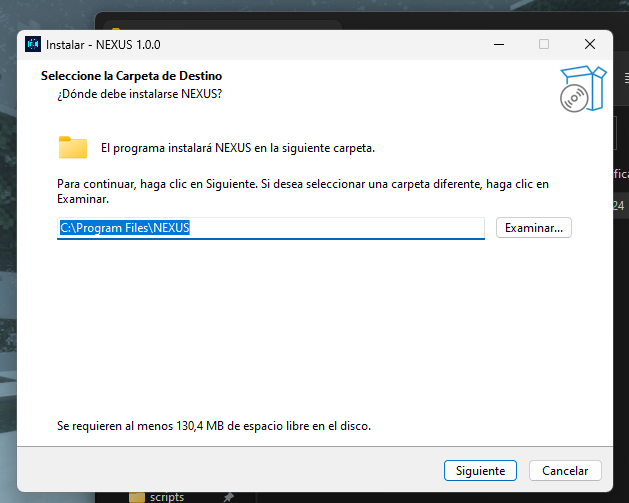 Instalar - NEXUS 1.0.0
Seleccione la Carpeta de Destino
¿Dónde debe instalarse NEXUS?
El programa instalará NEXUS en la siguiente carpeta.
Para continuar, haga clic en Siguiente. Si desea seleccionar una carpeta diferente, haga clic en
Examinar.
C:\Program Files\NEXUS
Examinar...
24
Se requieren al menos 130,4 MB de espacio libre en el disco.
Siguiente
Cancelar
scripts